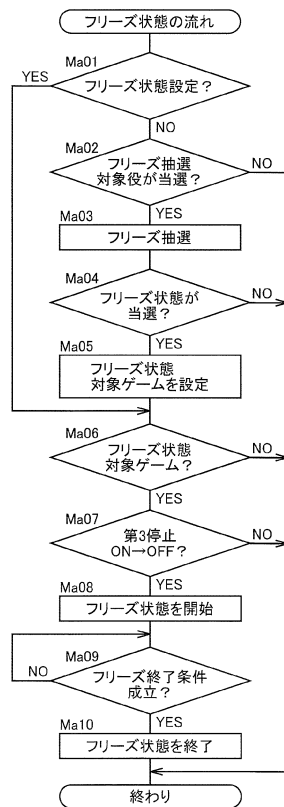 フリーズ状態の流れ
Ma01
YES
フリーズ状態設定？
NO
Ma02
フリーズ抽選
対象役が当選？
NO
YES
Ma03
フリーズ抽選
Ma04
フリーズ状態が
当選？
NO
YES
Ma05
フリーズ状態
対象ゲームを設定
Ma06
フリーズ状態
対象ゲーム？
NO
YES
Ma07
第3停止
ON→OFF？
NO
YES
Ma08
フリーズ状態を開始
Ma09
フリーズ終了条件
成立？
NO
YES
Ma10
フリーズ状態を終了
終わり